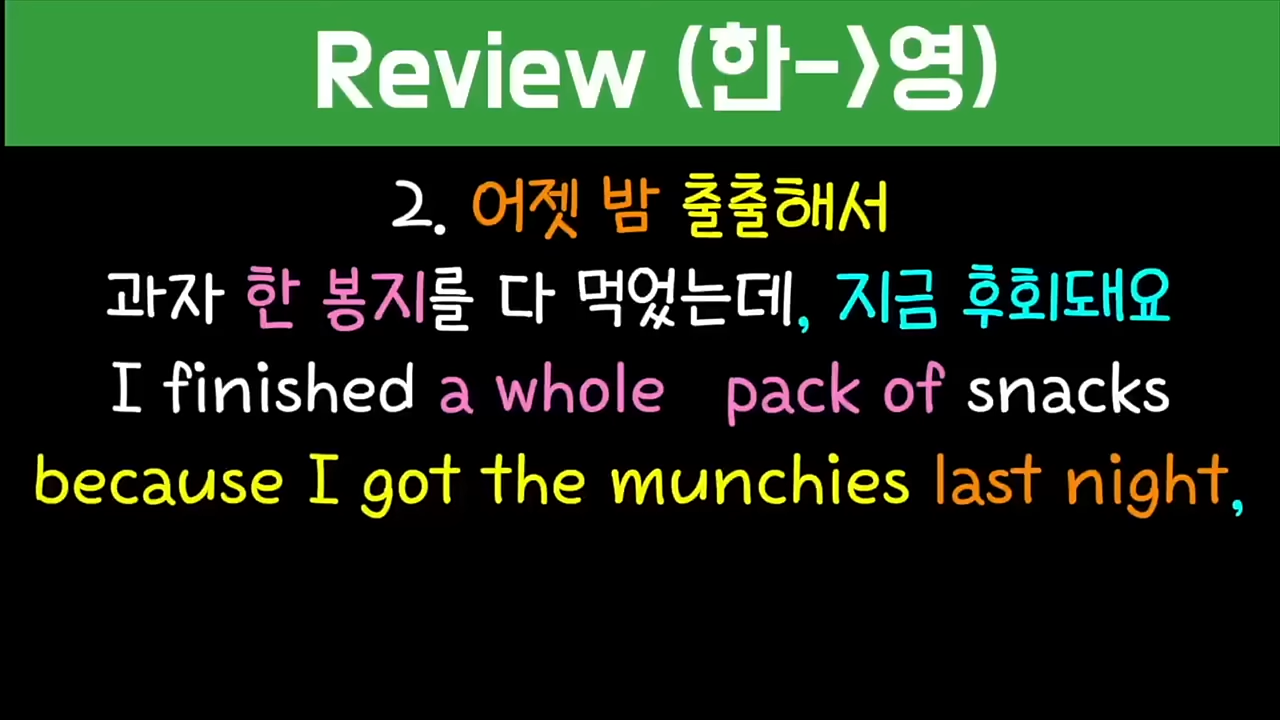 Review (한->영)
2. 어젯 밤 출출해서
과자 한 봉지를 다 먹었는데, 지금 후회돼요
I finished a whole pack of snacks
because I got the munchies last night,